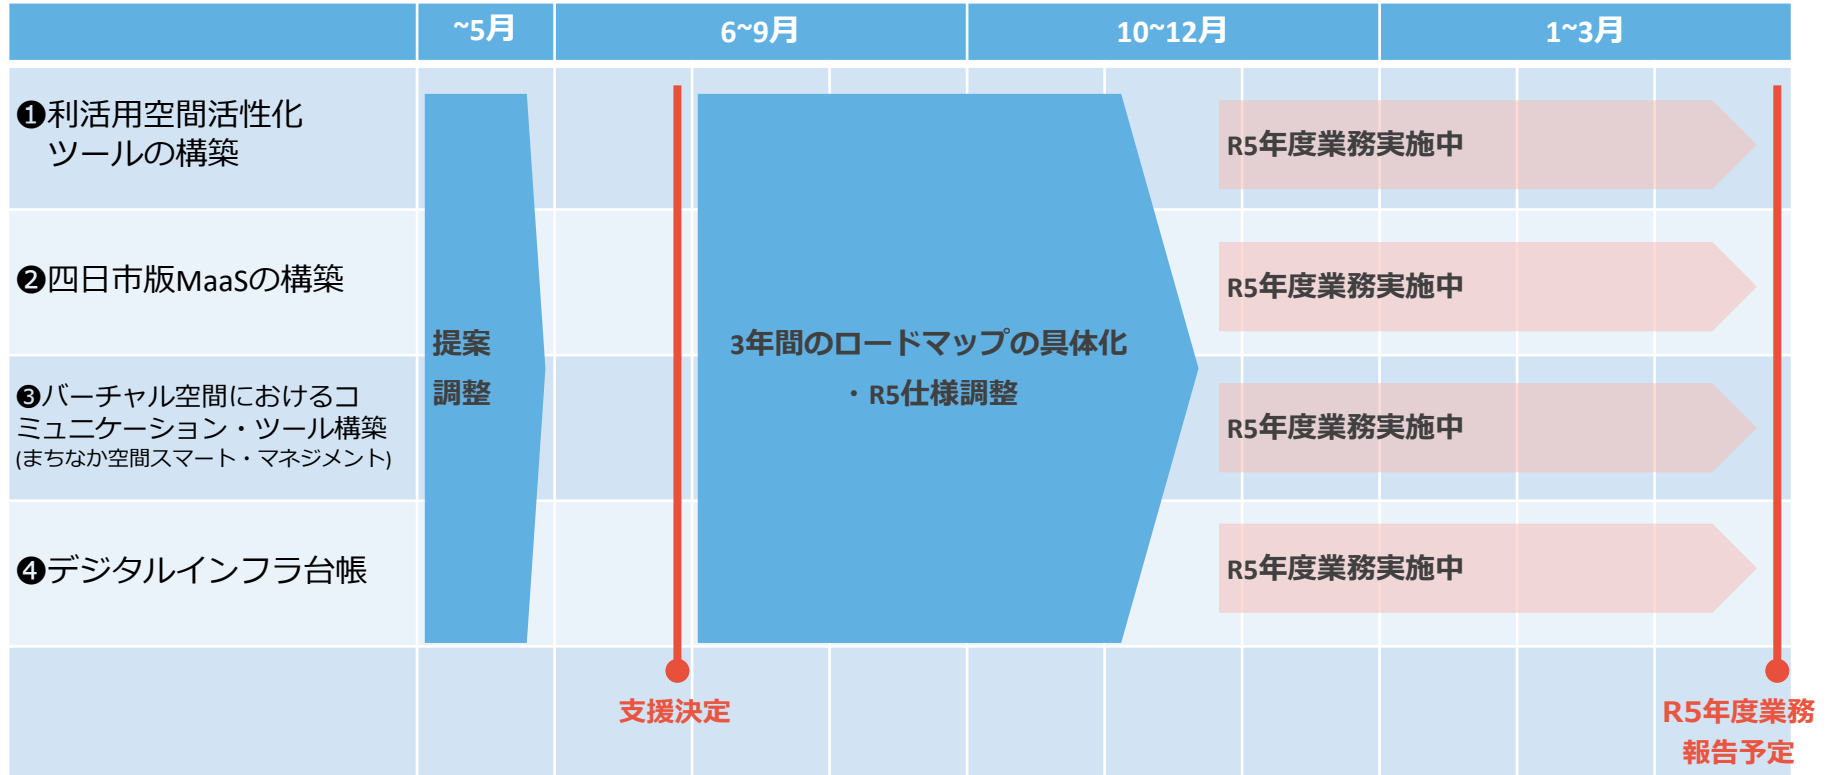 ~5月
6~9月
10~12月
1~3月
❶利活用空間活性化
ツールの構築
❷四日市版MaaSの構築
❸バーチャル空間におけるコ
ミュニケーション・ツール構築
(まちなか空間スマート・マネジメント)
❹デジタルインフラ台帳
提案
調整
3年間のロードマップの具体化
・R5仕様調整
R5年度業務実施中
R5年度業務実施中
R5年度業務実施中
R5年度業務実施中
支援決定
R5年度業務
報告予定